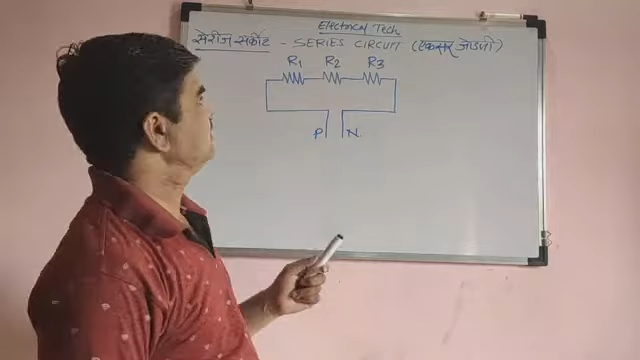 Electrical Tech.
सेरीज सर्कीट - SERIES CIRCUIT (एकसर जोडणी)
R1 R2 R3
P N